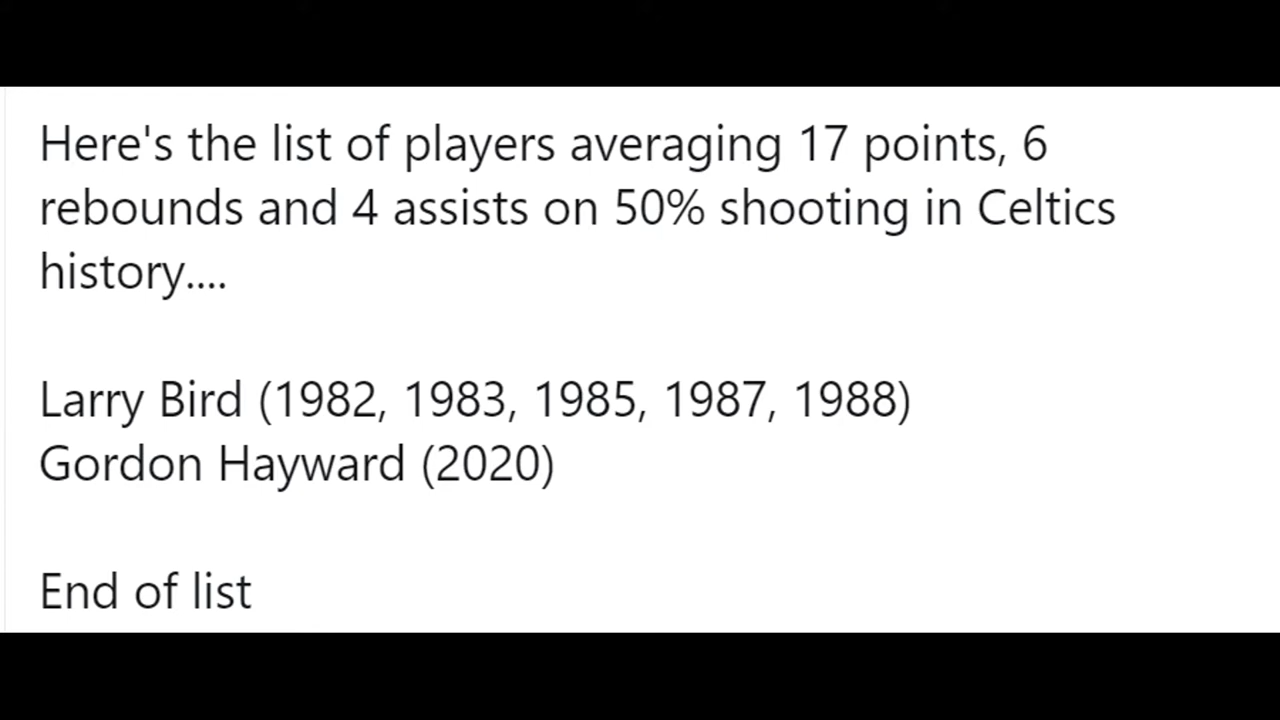 Here's the list of players averaging 17 points, 6
rebounds and 4 assists on 50% shooting in Celtics
history....
Larry Bird (1982, 1983, 1985, 1987, 1988)
Gordon Hayward (2020)
End of list